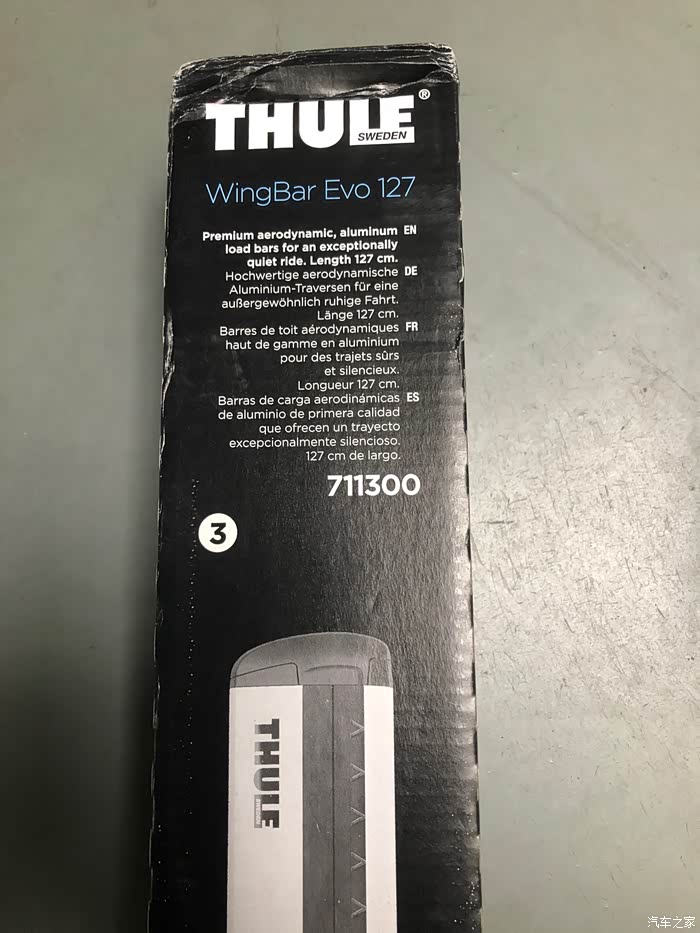 THULE®
SWEDEN
WingBar Evo 127
Premium aerodynamic, aluminum EN
load bars for an exceptionally
quiet ride. Length 127 cm.
Hochwertige aerodynamische DE
Aluminium-Traversen für eine
außergewöhnlich ruhige Fahrt.
Länge 127 cm.
Barres de toit aérodynamiques FR
haut de gamme en aluminium
pour des trajets sûrs
et silencieux.
Longueur 127 cm.
Barras de carga aerodinámicas ES
de aluminio de primera calidad
que ofrecen un trayecto
excepcionalmente silencioso.
127 cm de largo.
711300
3
THULE
SWEDEN
汽车之家